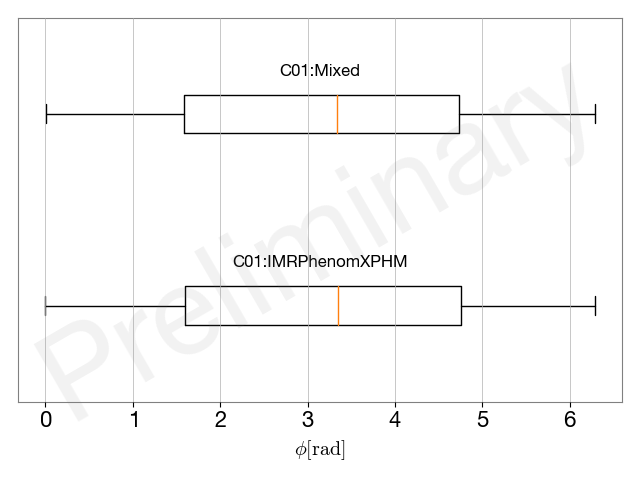 C01:Mixed
Preliminary
C01:IMRPhenomXPHM
0 1 2 3 4 5 6
ϕ[rad]